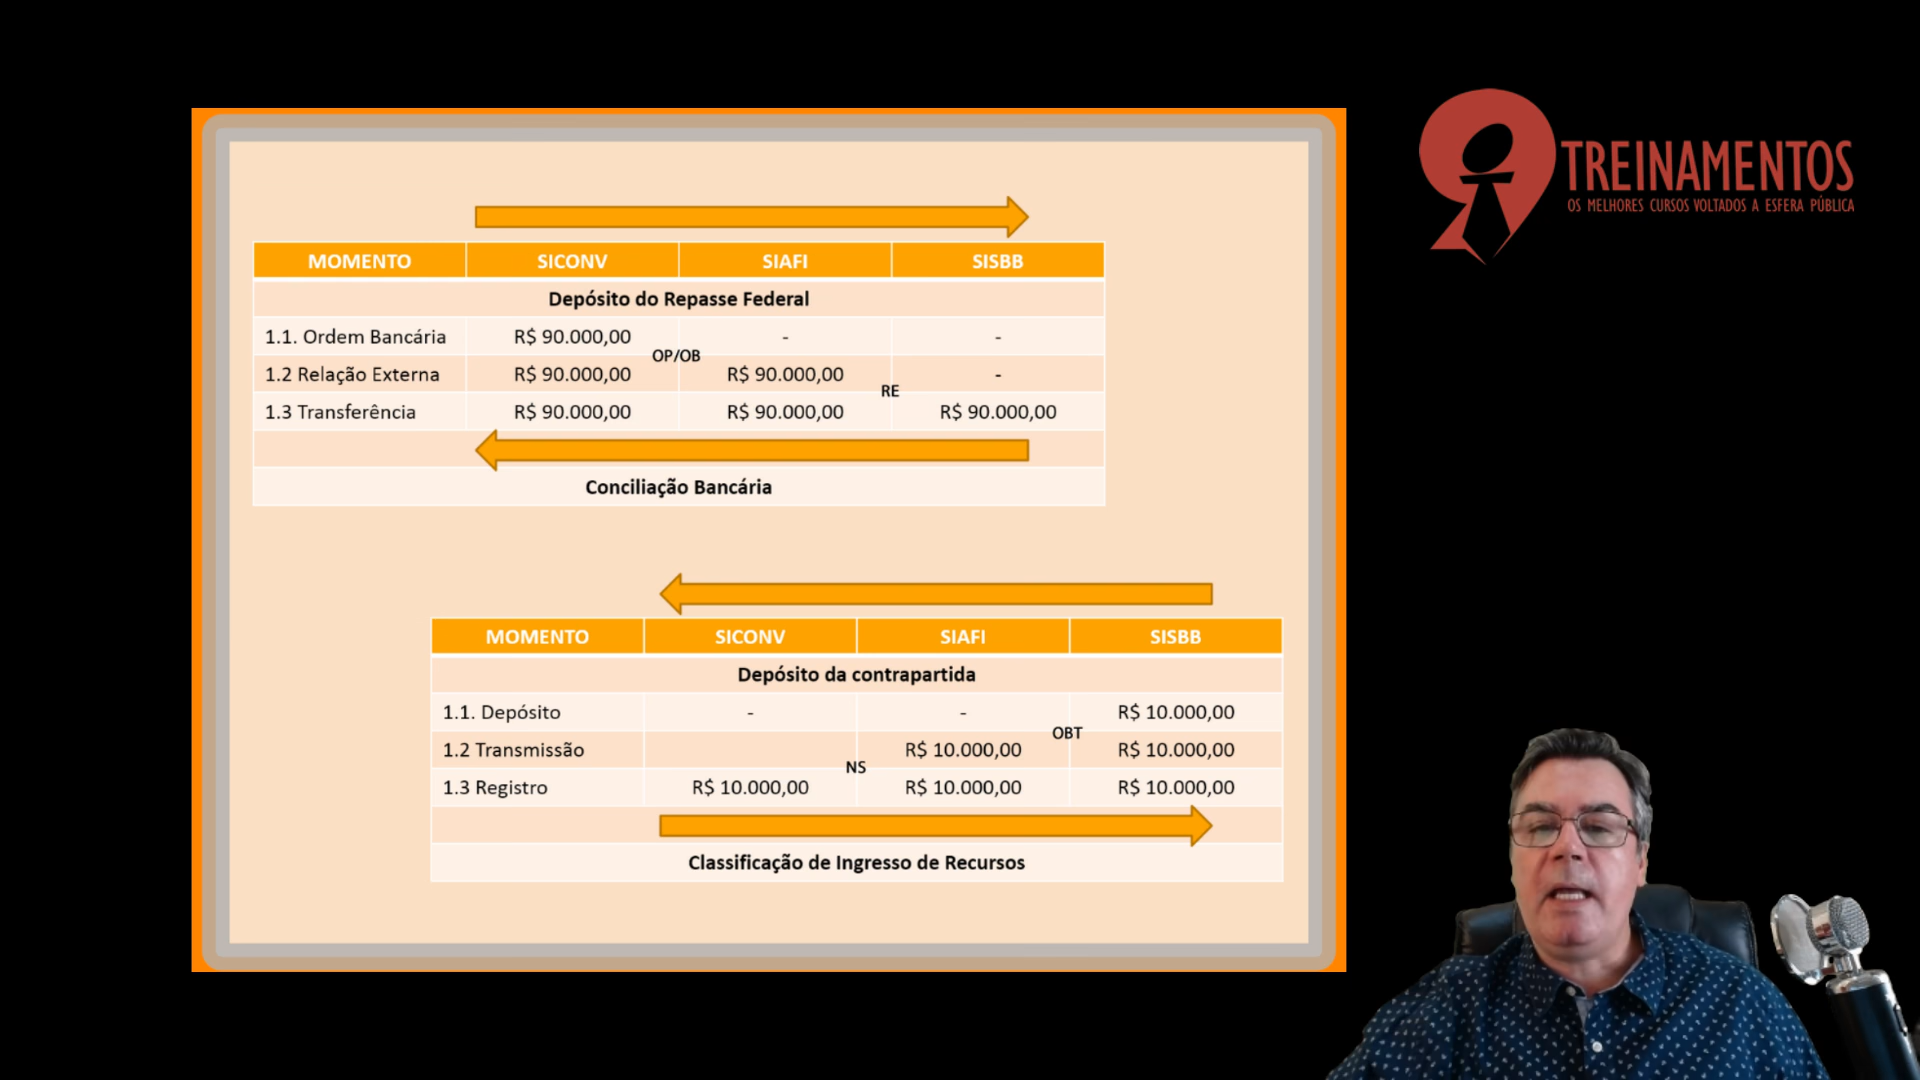 TREINAMENTOS
OS MELHORES CURSOS VOLTADOS A ESFERA PÚBLICA
MOMENTO SICONV SIAFI SISBB
Depósito do Repasse Federal
1.1. Ordem Bancária R$ 90.000,00 - -
OP/OB
1.2 Relação Externa R$ 90.000,00 R$ 90.000,00 -
RE
1.3 Transferência R$ 90.000,00 R$ 90.000,00 R$ 90.000,00
Conciliação Bancária
MOMENTO SICONV SIAFI SISBB
Depósito da contrapartida
1.1. Depósito - - R$ 10.000,00
OBT
1.2 Transmissão R$ 10.000,00 R$ 10.000,00
NS
1.3 Registro R$ 10.000,00 R$ 10.000,00 R$ 10.000,00
Classificação de Ingresso de Recursos